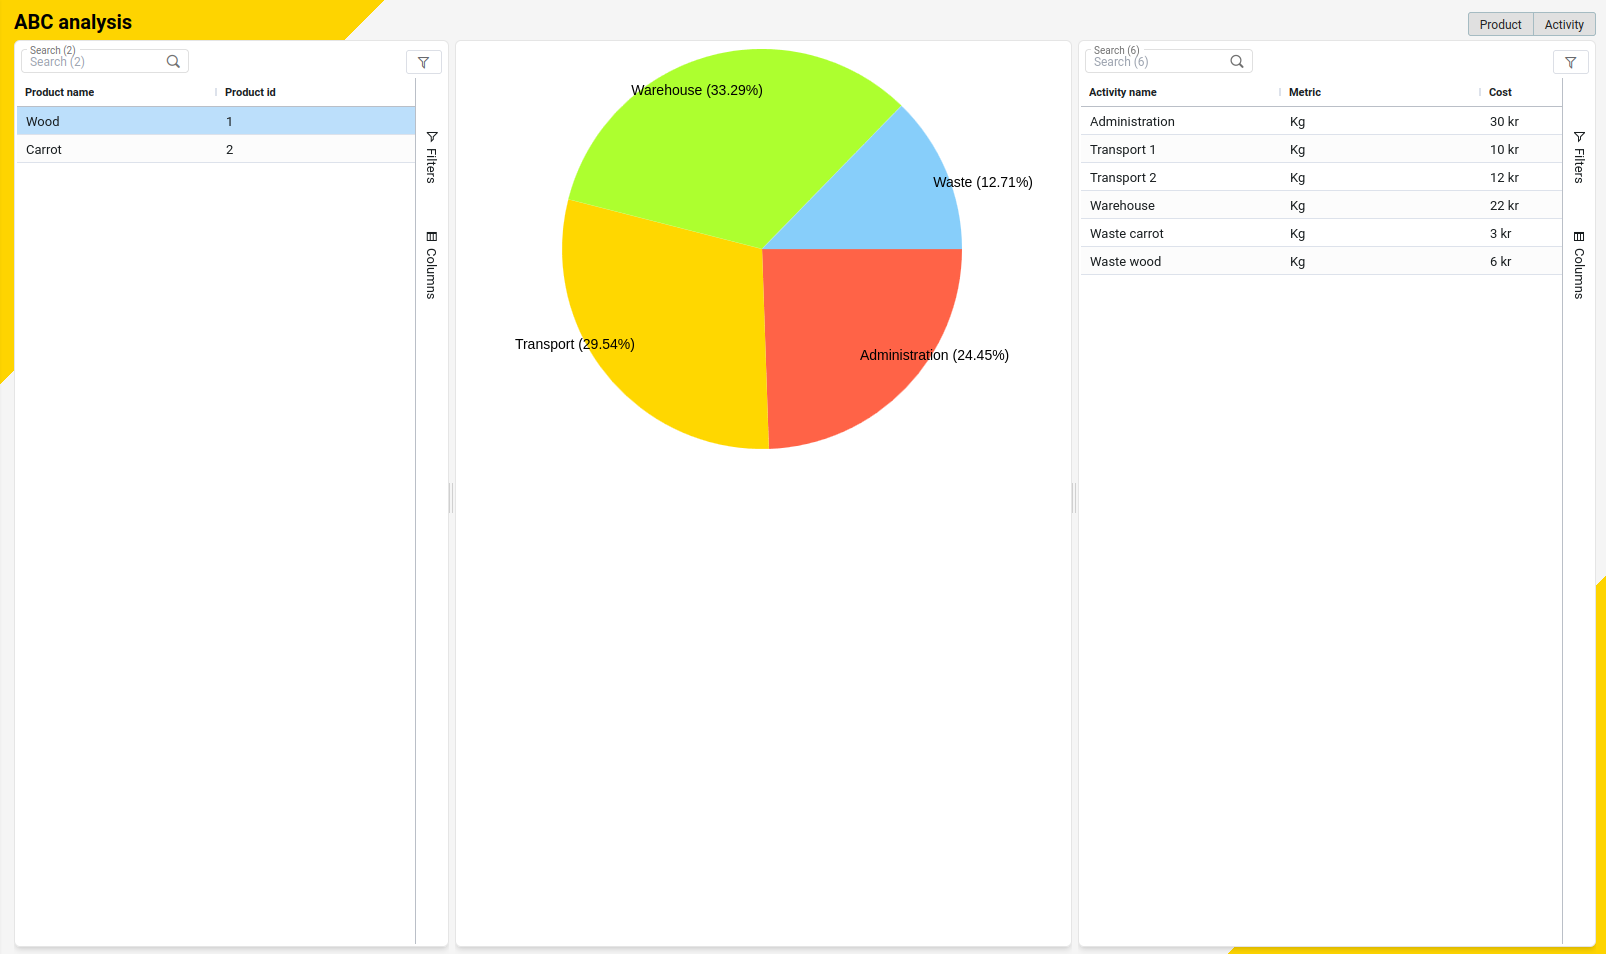 ABC analysis
Product Activity
Search (2)
Search (2)
Product name Product id
Wood 1
Carrot 2
Filters
Columns
Warehouse (33.29%)
Waste (12.71%)
Transport (29.54%)
Administration (24.45%)
Search (6)
Search (6)
Activity name Metric Cost
Administration Kg 30 kr
Transport 1 Kg 10 kr
Transport 2 Kg 12 kr
Warehouse Kg 22 kr
Waste carrot Kg 3 kr
Waste wood Kg 6 kr
Filters
Columns